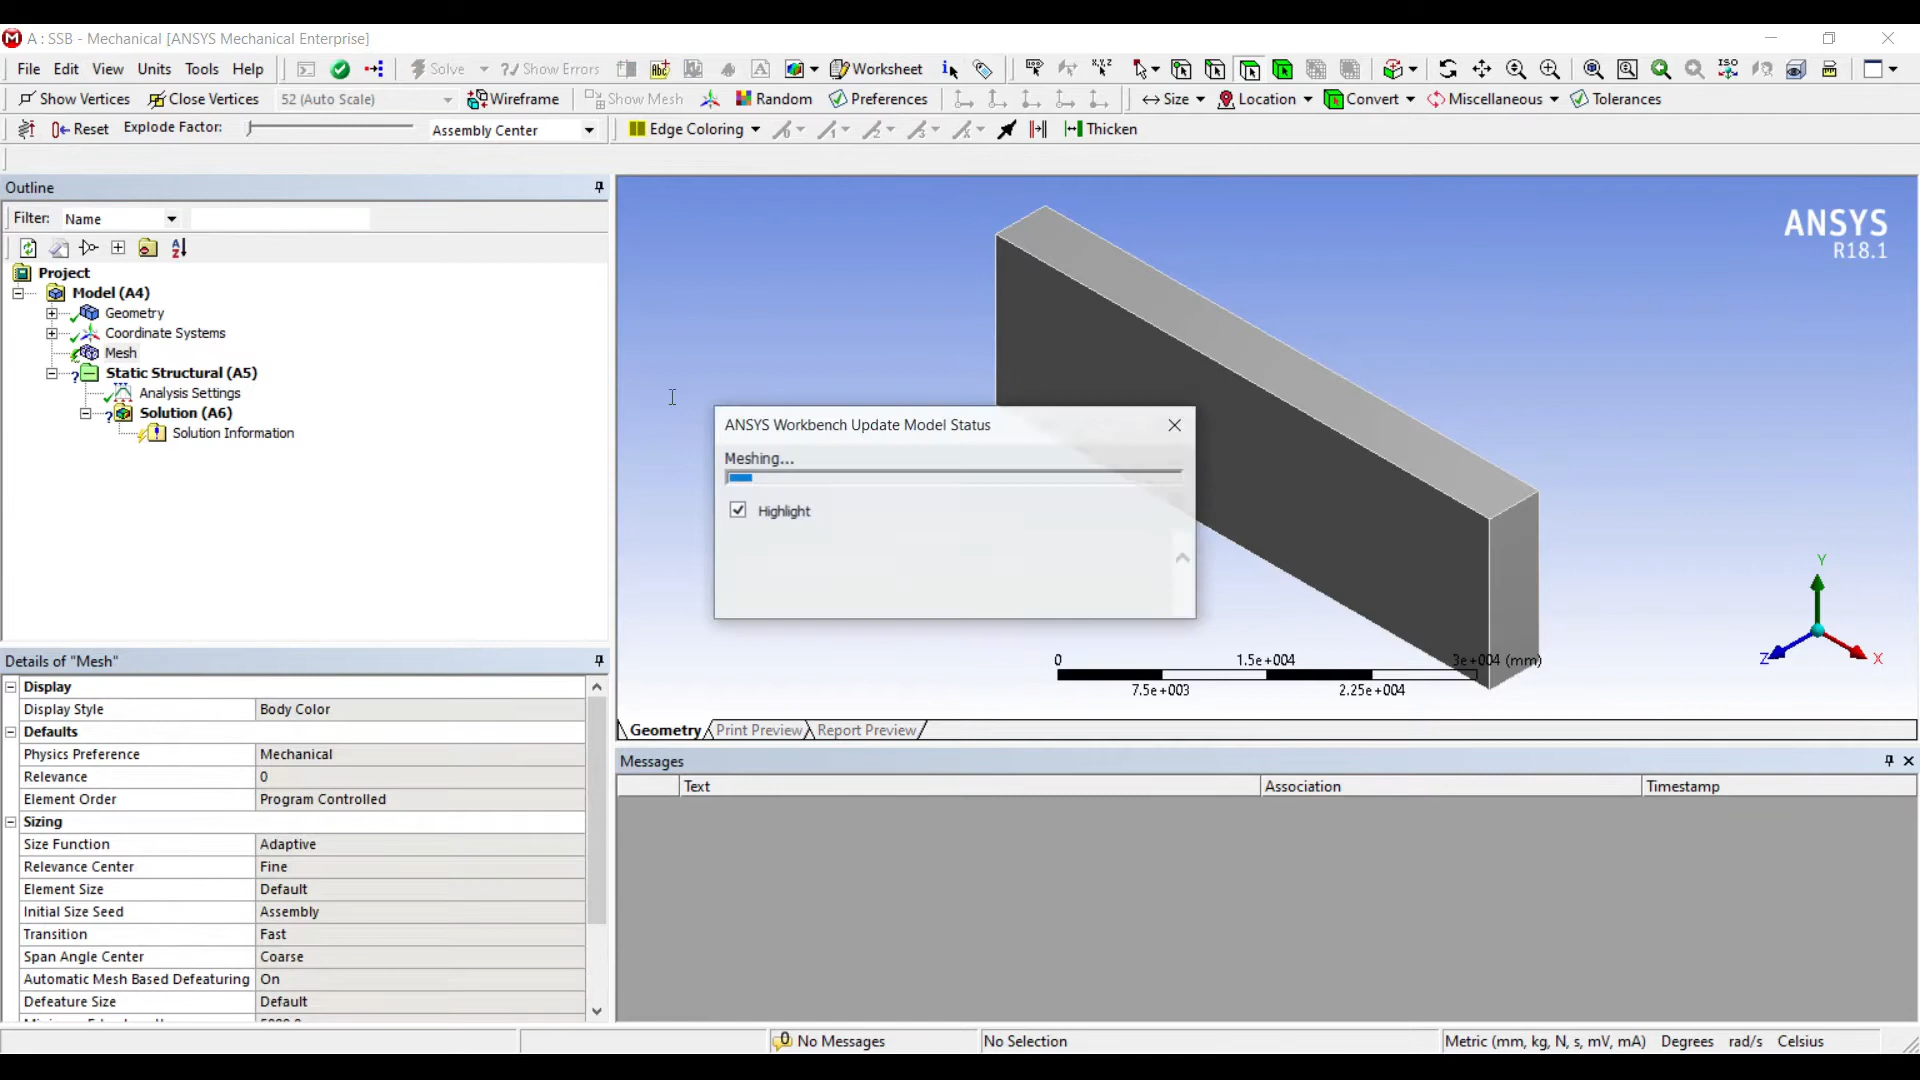 A : SSB - Mechanical [ANSYS Mechanical Enterprise]
File Edit View Units Tools Help Solve Show Errors Worksheet
Show Vertices Close Vertices 52 (Auto Scale) Wireframe Show Mesh Random Preferences Size Location Convert Miscellaneous Tolerances
Reset Explode Factor: Assembly Center Edge Coloring Thicken
Outline
Filter: Name
Project
Model (A4)
Geometry
Coordinate Systems
Mesh
Static Structural (A5)
Analysis Settings
Solution (A6)
Solution Information
ANSYS
R18.1
ANSYS Workbench Update Model Status
Meshing...
Highlight
Y
Z
X
0 1.5e+004 3e+004 (mm)
7.5e+003 2.25e+004
Geometry Print Preview Report Preview
Details of "Mesh"
Display
Display Style Body Color
Defaults
Physics Preference Mechanical
Relevance 0
Element Order Program Controlled
Sizing
Size Function Adaptive
Relevance Center Fine
Element Size Default
Initial Size Seed Assembly
Transition Fast
Span Angle Center Coarse
Automatic Mesh Based Defeaturing On
Defeature Size Default
Messages
Text Association Timestamp
No Messages No Selection Metric (mm, kg, N, s, mV, mA) Degrees rad/s Celsius